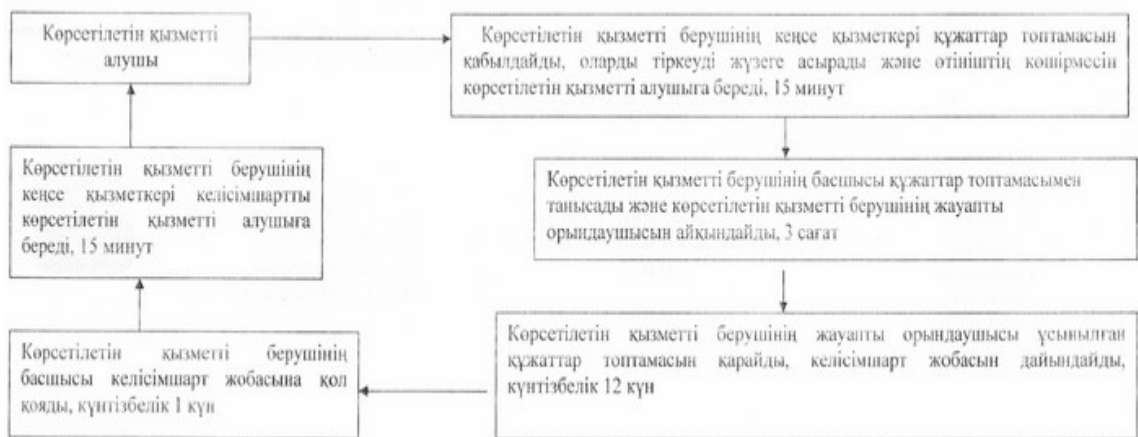 Көрсетілетін қызметті
алушы
Көрсетілетін қызметті берушінің кеңсе қызметкері құжаттар топтамасын
қабылдайды, оларды тіркеуді жүзеге асырады және өтініштің көшірмесін
көрсетілетін қызметті алушыға береді, 15 минут
Көрсетілетін қызметті берушінің басшысы құжаттар топтамасымен
танысады және көрсетілетін қызметті берушінің жауапты
орындаушысын айқындайды, 3 сағат
Көрсетілетін қызметті берушінің жауапты орындаушысы ұсынылған
құжаттар топтамасын қарайды, келісімшарт жобасын дайындайды,
күнтізбелік 12 күн
Көрсетілетін қызметті берушінің
басшысы келісімшарт жобасына қол
қояды, күнтізбелік 1 күн
Көрсетілетін қызметті берушінің
кеңсе қызметкері келісімшартты
көрсетілетін қызметті алушыға
береді, 15 минут